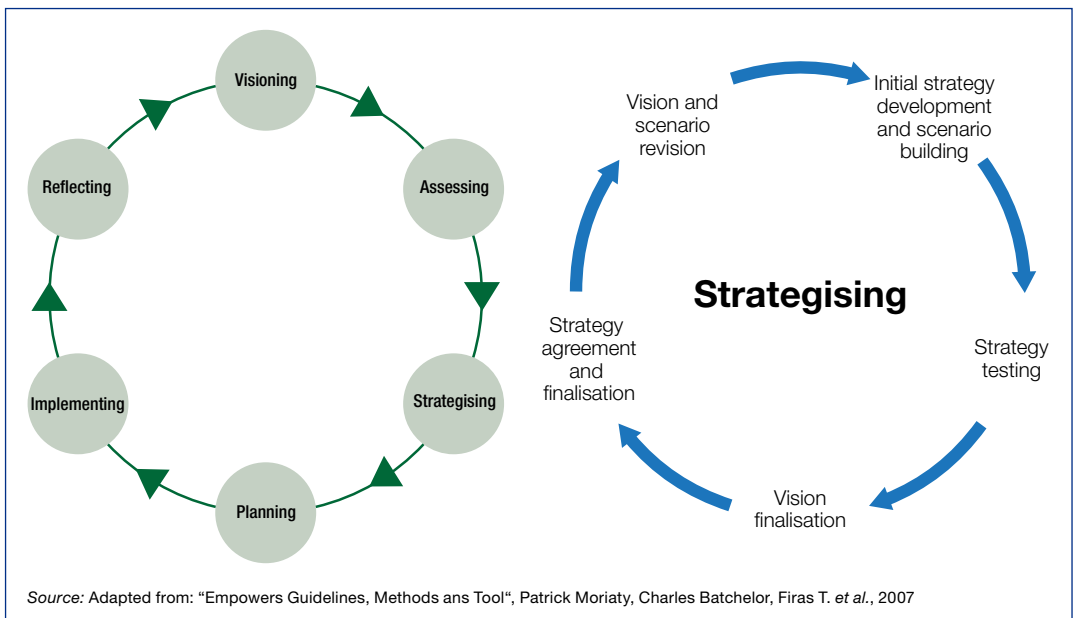 Visioning
Assessing
Strategising
Planning
Implementing
Reflecting
Vision and
scenario
revision
Initial strategy
development
and scenario
building
Strategising
Strategy
testing
Vision
finalisation
Strategy
agreement
and
finalisation
Source: Adapted from: “Empowers Guidelines, Methods ans Tool“, Patrick Moriaty, Charles Batchelor, Firas T. et al., 2007